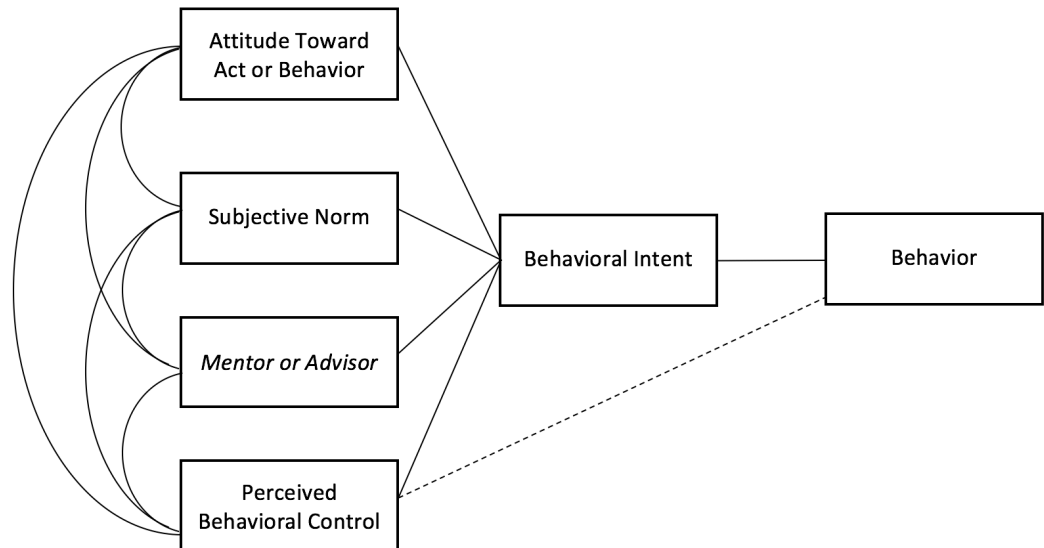 Attitude Toward
Act or Behavior
Subjective Norm
Behavioral Intent
Behavior
Mentor or Advisor
Perceived
Behavioral Control